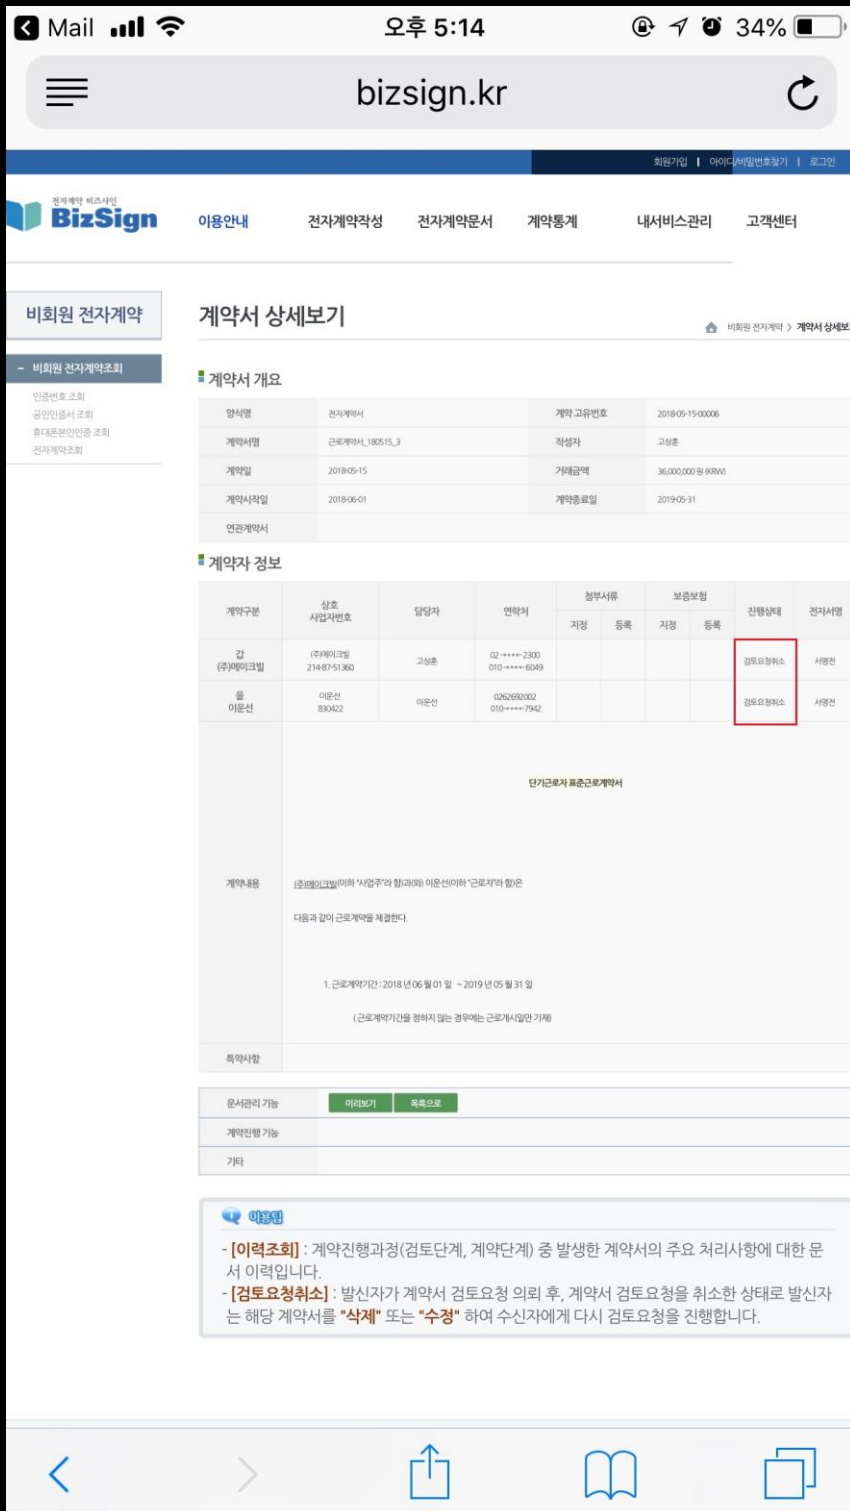 Mail 오후 5:14 34%
bizsign.kr
회원가입 | 아이디/비밀번호찾기 | 로그인
전자계약 비즈사인
BizSign
이용안내 전자계약작성 전자계약문서 계약통계 내서비스관리 고객센터
비회원 전자계약
- 비회원 전자계약조회
인증번호 조회
공인인증서 조회
휴대폰본인인증 조회
전자계약조회
계약서 상세보기
비회원 전자계약 > 계약서 상세보
계약서 개요
양식명 전자계약서 계약 고유번호 2018-05-15-00006
계약서명 근로계약서_180515_3 작성자 고상훈
계약일 2018-05-15 거래금액 36,000,000 원 (KRW)
계약시작일 2018-06-01 계약종료일 2019-05-31
연관계약서
계약자 정보
계약구분 상호 사업자번호 담당자 연락처 첨부서류 보증보험 진행상태 전자서명
지정 등록 지정 등록
갑 (주)메이크빌 고상훈 02-****-2300 검토요청취소 서명전
(주)메이크빌 214-87-51360 010-****-6049
을 이운선 이운선 0262692002 검토요청취소 서명전
이운선 830422 010-****-7942
단기근로자 표준근로계약서
계약내용
(주)메이크빌(이하 "사업주"라 함)과(와) 이운선(이하 "근로자"라 함)은
다음과 같이 근로계약을 체결한다.
1. 근로계약기간 : 2018 년 06 월 01 일 ~ 2019 년 05 월 31 일
( 근로계약기간을 정하지 않는 경우에는 근로개시일만 기재)
특약사항
문서관리 기능 미리보기 목록으로
계약진행 기능
기타
이용팁
- [이력조회] : 계약진행과정(검토단계, 계약단계) 중 발생한 계약서의 주요 처리사항에 대한 문
서 이력입니다.
- [검토요청취소] : 발신자가 계약서 검토요청 의뢰 후, 계약서 검토요청을 취소한 상태로 발신자
는 해당 계약서를 "삭제" 또는 "수정" 하여 수신자에게 다시 검토요청을 진행합니다.